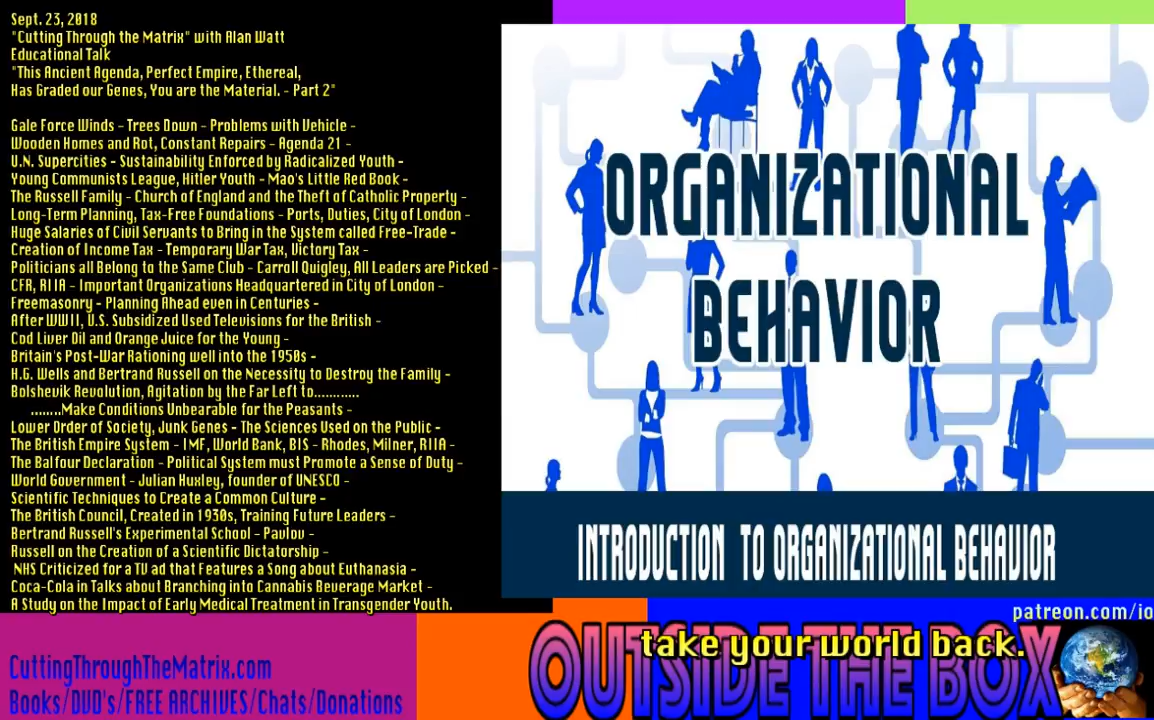 Sept. 23, 2018
"Cutting Through the Matrix" with Alan Watt
Educational Talk
"This Ancient Agenda, Perfect Empire, Ethereal,
Has Graded our Genes, You are the Material. - Part 2"
Gale Force Winds - Trees Down - Problems with Vehicle -
Wooden Homes and Rot, Constant Repairs - Agenda 21 -
U.N. Supercities - Sustainability Enforced by Radicalized Youth -
Young Communists League, Hitler Youth - Mao's Little Red Book -
The Russell Family - Church of England and the Theft of Catholic Property -
Long-Term Planning, Tax-Free Foundations - Ports, Duties, City of London -
Huge Salaries of Civil Servants to Bring in the System called Free-Trade -
Creation of Income Tax - Temporary War Tax, Victory Tax -
Politicians all Belong to the Same Club - Carroll Quigley, All Leaders are Picked -
CFR, RIIA - Important Organizations Headquartered in City of London -
Freemasonry - Planning Ahead even in Centuries -
After WWII, U.S. Subsidized Used Televisions for the British -
Cod Liver Oil and Orange Juice for the Young -
Britain's Post-War Rationing well into the 1950s -
H.G. Wells and Bertrand Russell on the Necessity to Destroy the Family -
Bolshevik Revolution, Agitation by the Far Left to............
........Make Conditions Unbearable for the Peasants -
Lower Order of Society, Junk Genes - The Sciences Used on the Public -
The British Empire System - IMF, World Bank, BIS - Rhodes, Milner, RIIA -
The Balfour Declaration - Political System must Promote a Sense of Duty -
World Government - Julian Huxley, founder of UNESCO -
Scientific Techniques to Create a Common Culture -
The British Council, Created in 1930s, Training Future Leaders -
Bertrand Russell's Experimental School - Pavlov -
Russell on the Creation of a Scientific Dictatorship -
NHS Criticized for a TV ad that Features a Song about Euthanasia -
Coca-Cola in Talks about Branching into Cannabis Beverage Market -
A Study on the Impact of Early Medical Treatment in Transgender Youth.
ORGANIZATIONAL
BEHAVIOR
INTRODUCTION TO ORGANIZATIONAL BEHAVIOR
patreon.com/io
OUTSIDE THE BOX
take your world back.
CuttingThroughTheMatrix.com
Books/DVD's/FREE ARCHIVES/Chats/Donations